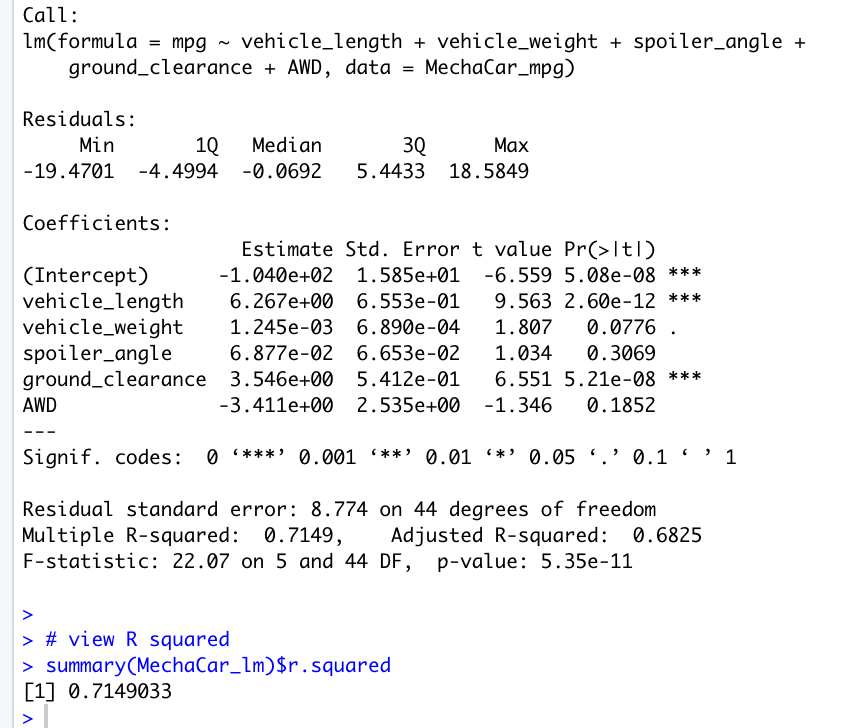 Call:
lm(formula = mpg ~ vehicle_length + vehicle_weight + spoiler_angle +
    ground_clearance + AWD, data = MechaCar_mpg)
Residuals:
     Min       1Q   Median       3Q      Max
-19.4701  -4.4994  -0.0692   5.4433  18.5849
Coefficients:
                   Estimate Std. Error t value Pr(>|t|)
(Intercept)      -1.040e+02  1.585e+01  -6.559 5.08e-08 ***
vehicle_length    6.267e+00  6.553e-01   9.563 2.60e-12 ***
vehicle_weight    1.245e-03  6.890e-04   1.807   0.0776 .
spoiler_angle     6.877e-02  6.653e-02   1.034   0.3069
ground_clearance  3.546e+00  5.412e-01   6.551 5.21e-08 ***
AWD              -3.411e+00  2.535e+00  -1.346   0.1852
---
Signif. codes:  0 ‘***’ 0.001 ‘**’ 0.01 ‘*’ 0.05 ‘.’ 0.1 ‘ ’ 1
Residual standard error: 8.774 on 44 degrees of freedom
Multiple R-squared:  0.7149,    Adjusted R-squared:  0.6825
F-statistic: 22.07 on 5 and 44 DF,  p-value: 5.35e-11
>
> # view R squared
> summary(MechaCar_lm)$r.squared
[1] 0.7149033
>